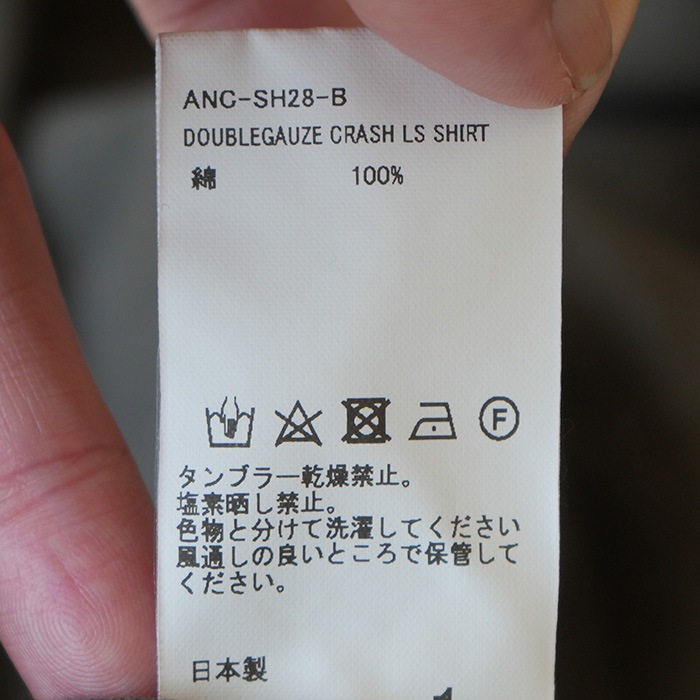 ANC-SH28-B
DOUBLEGAUZE CRASH LS SHIRT
綿 100%
F
タンブラー乾燥禁止。
塩素晒し禁止。
色物と分けて洗濯してください
風通しの良いところで保管して
ください。
日本製